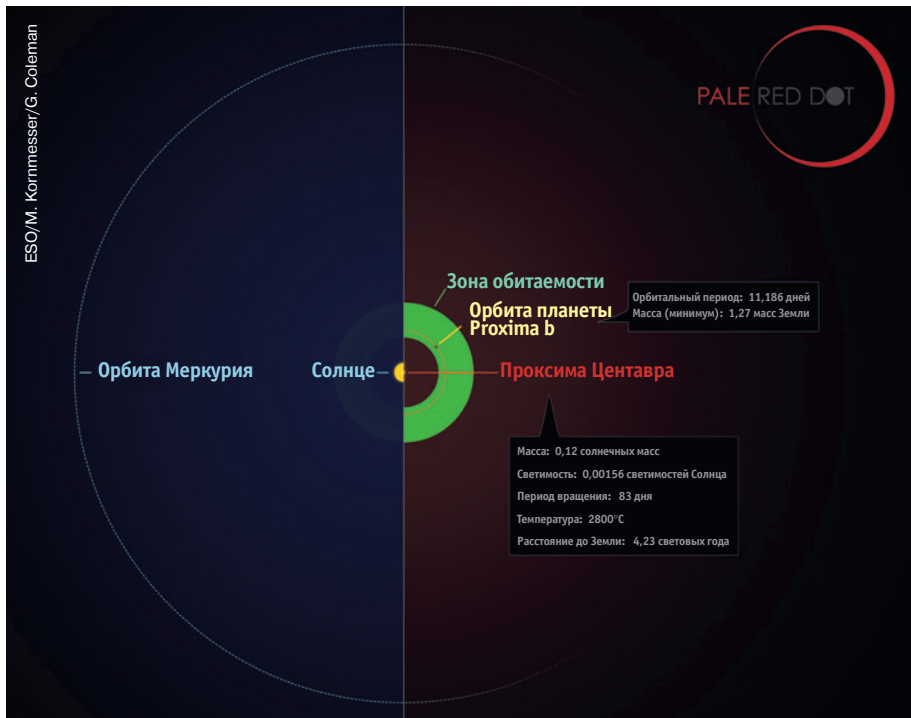 ESO/M. Kornmesser/G. Coleman
PALE RED DOT
Зона обитаемости
Орбита планеты
Proxima b
Орбитальный период: 11,186 дней
Масса (минимум): 1,27 масс Земли
Орбита Меркурия
Солнце
Проксима Центавра
Масса: 0,12 солнечных масс
Светимость: 0,00156 светимостей Солнца
Период вращения: 83 дня
Температура: 2800°C
Расстояние до Земли: 4,23 световых года